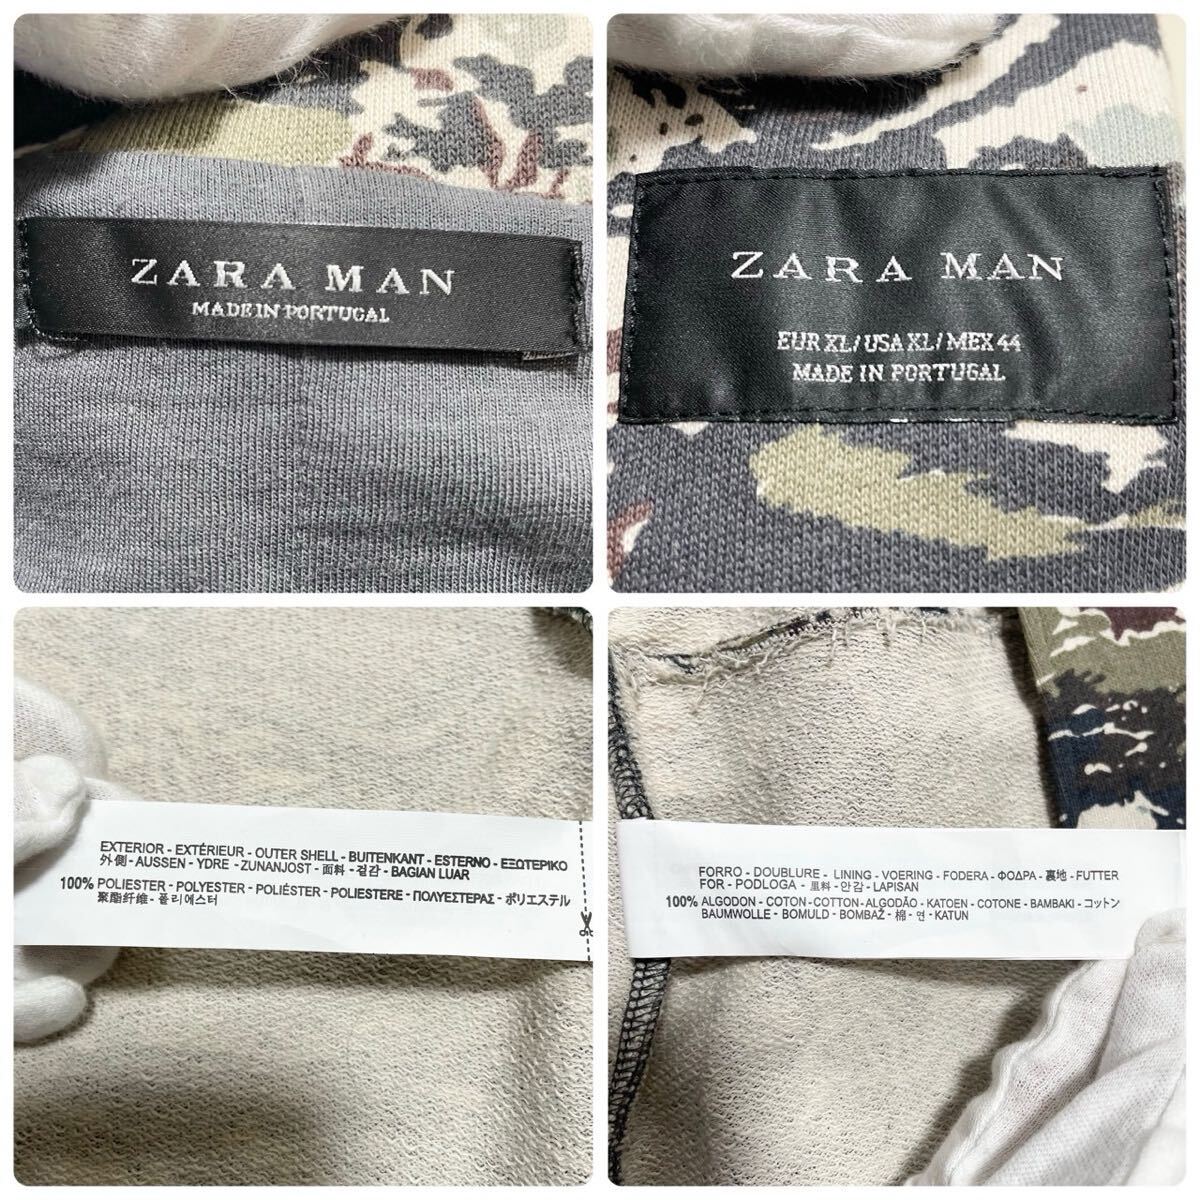 ZARA MAN
MADE IN PORTUGAL
ZARA MAN
EUR XL/USA XL/MEX 44
MADE IN PORTUGAL
EXTERIOR - EXTÉRIEUR - OUTER SHELL - BUITENKANT - ESTERNO - ΕΞΩΤΕΡΙΚΟ
外側 - AUSSEN - YDRE - ZUNANJOST - 面料 - 겉감 - BAGIAN LUAR
100% POLIESTER - POLYESTER - POLIÉSTER - POLIESTERE - ΠΟΛΥΕΣΤΕΡΑΣ - ポリエステル
聚酯纤维 - 폴리에스터
FORRO - DOUBLURE - LINING - VOERING - FODERA - ΦΟΔΡΑ - 裏地 - FUTTER
FOR - PODLOGA - 里料 - 안감 - LAPISAN
100% ALGODON - COTON - COTTON - ALGODÃO - KATOEN - COTONE - BAMBAKI - コットン
BAUMWOLLE - BOMULD - BOMBAŽ - 棉 - 면 - KATUN